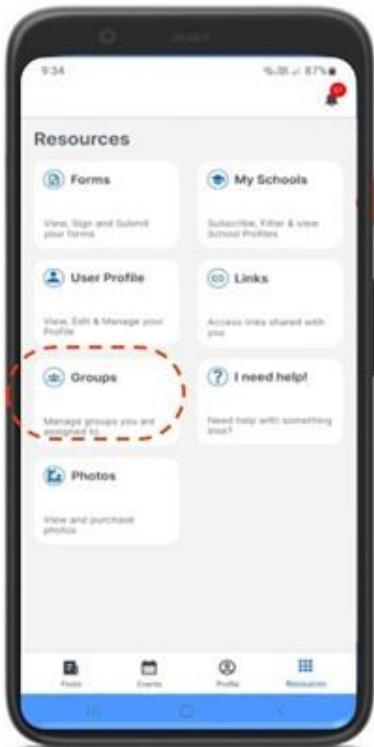 9:34
87%
Resources
Forms
My Schools
View, Sign and Submit
your forms
Subscribe, Filter & view
School Profiles
User Profile
Links
View, Edit & Manage your
Profile
Access links shared with
you
Groups
I need help!
Manage groups you are
assigned to
Need help with something
else?
Photos
View and purchase
photos
Posts
Events
Profile
Resources